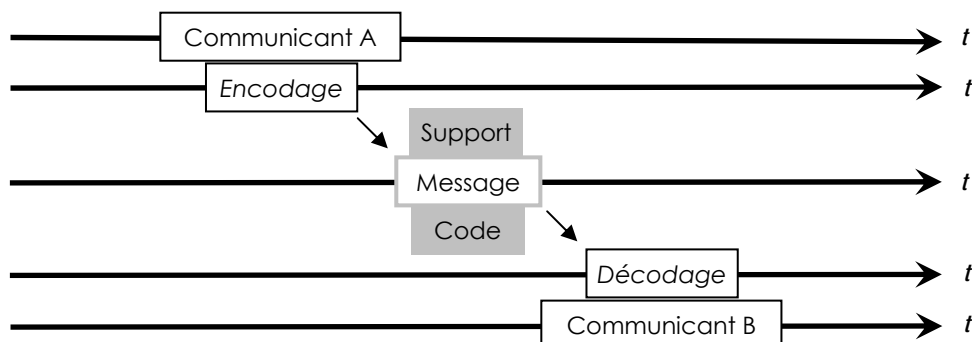 Communicant A t
Encodage t
Support
Message t
Code
Décodage t
Communicant B t